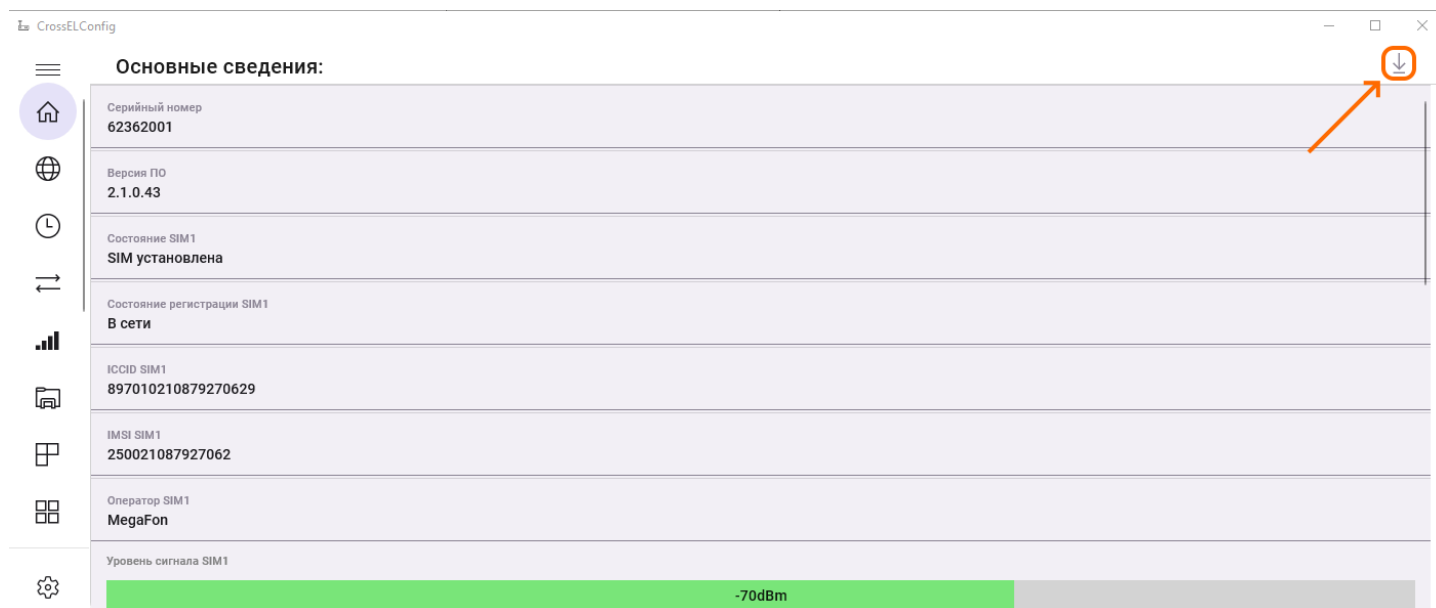 CrossELConfig
Основные сведения:
Серийный номер
62362001
Версия ПО
2.1.0.43
Состояние SIM1
SIM установлена
Состояние регистрации SIM1
В сети
ICCID SIM1
897010210879270629
IMSI SIM1
250021087927062
Оператор SIM1
MegaFon
Уровень сигнала SIM1
-70dBm